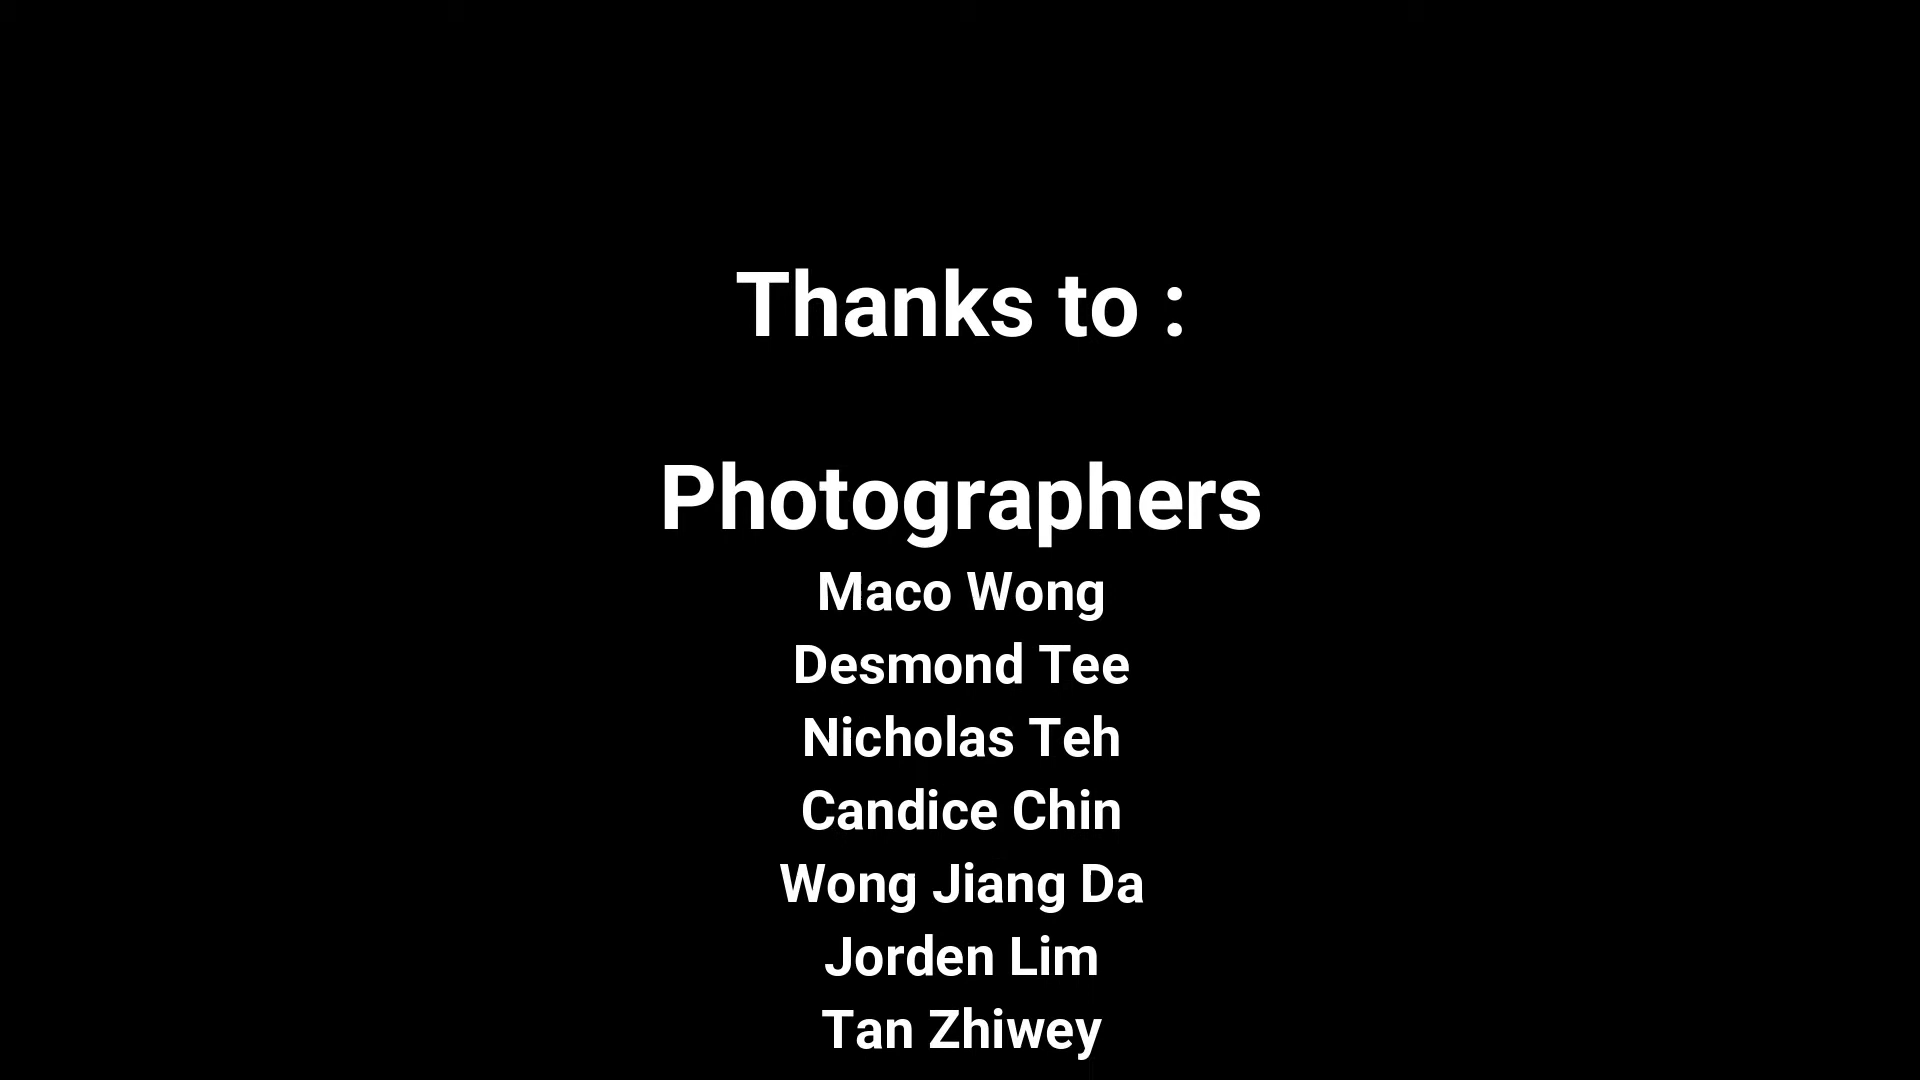 Thanks to :
Photographers
Maco Wong
Desmond Tee
Nicholas Teh
Candice Chin
Wong Jiang Da
Jorden Lim
Tan Zhiwey